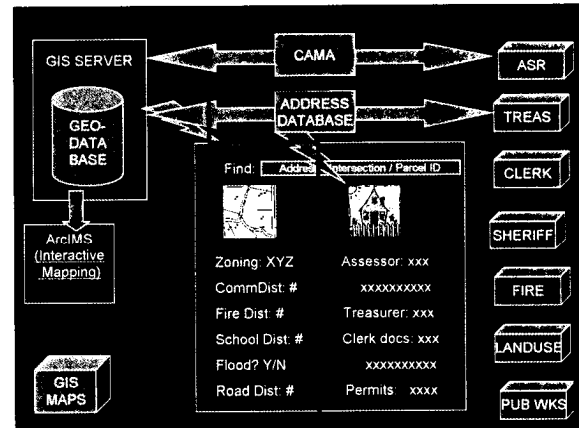 GIS SERVER
GEO-
DATA
BASE
ArcIMS
(Interactive
Mapping)
GIS
MAPS
CAMA
ADDRESS
DATABASE
Find: Address Intersection / Parcel ID
Zoning: XYZ
CommDist: #
Fire Dist: #
School Dist: #
Flood? Y/N
Road Dist: #
Assessor: xxx
xxxxxxxxxx
Treasurer: xxx
Clerk docs: xxx
xxxxxxxxxx
Permits: xxxx
ASR
TREAS
CLERK
SHERIFF
FIRE
LANDUSE
PUB WKS